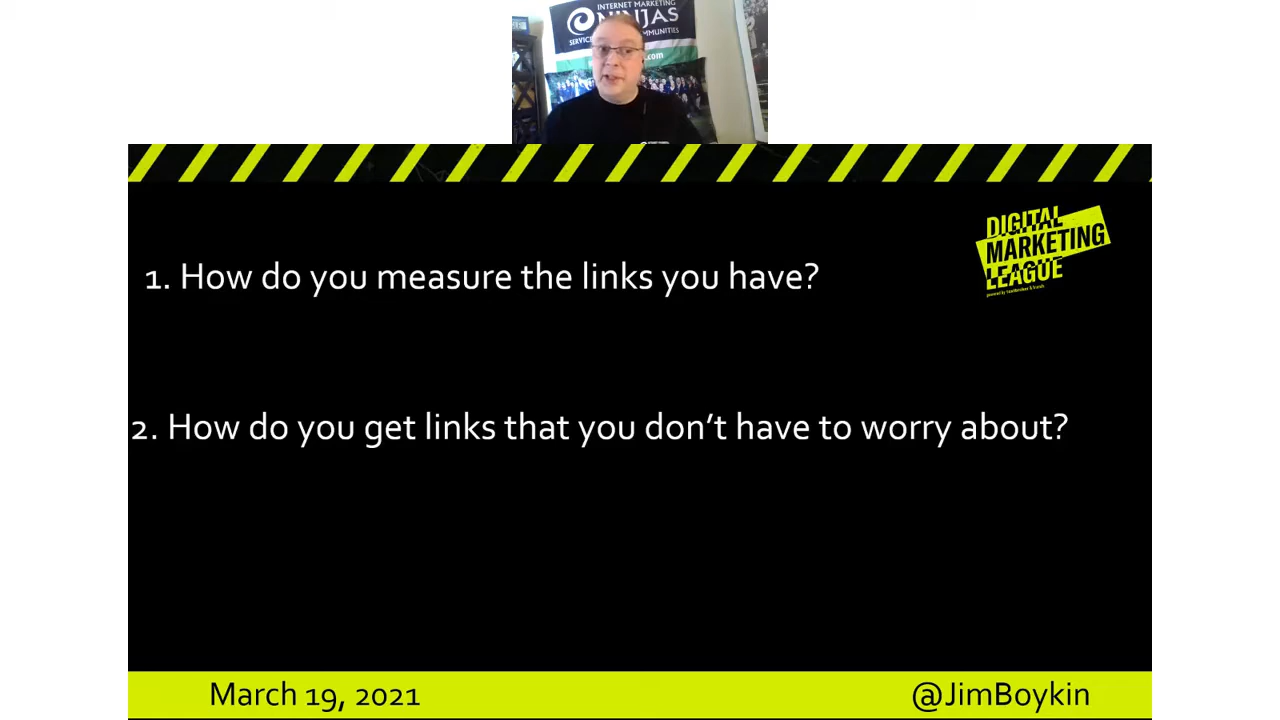 INTERNET MARKETING
NINJAS
.com
DIGITAL
MARKETING
LEAGUE
1. How do you measure the links you have?
2. How do you get links that you don't have to worry about?
March 19, 2021
@JimBoykin